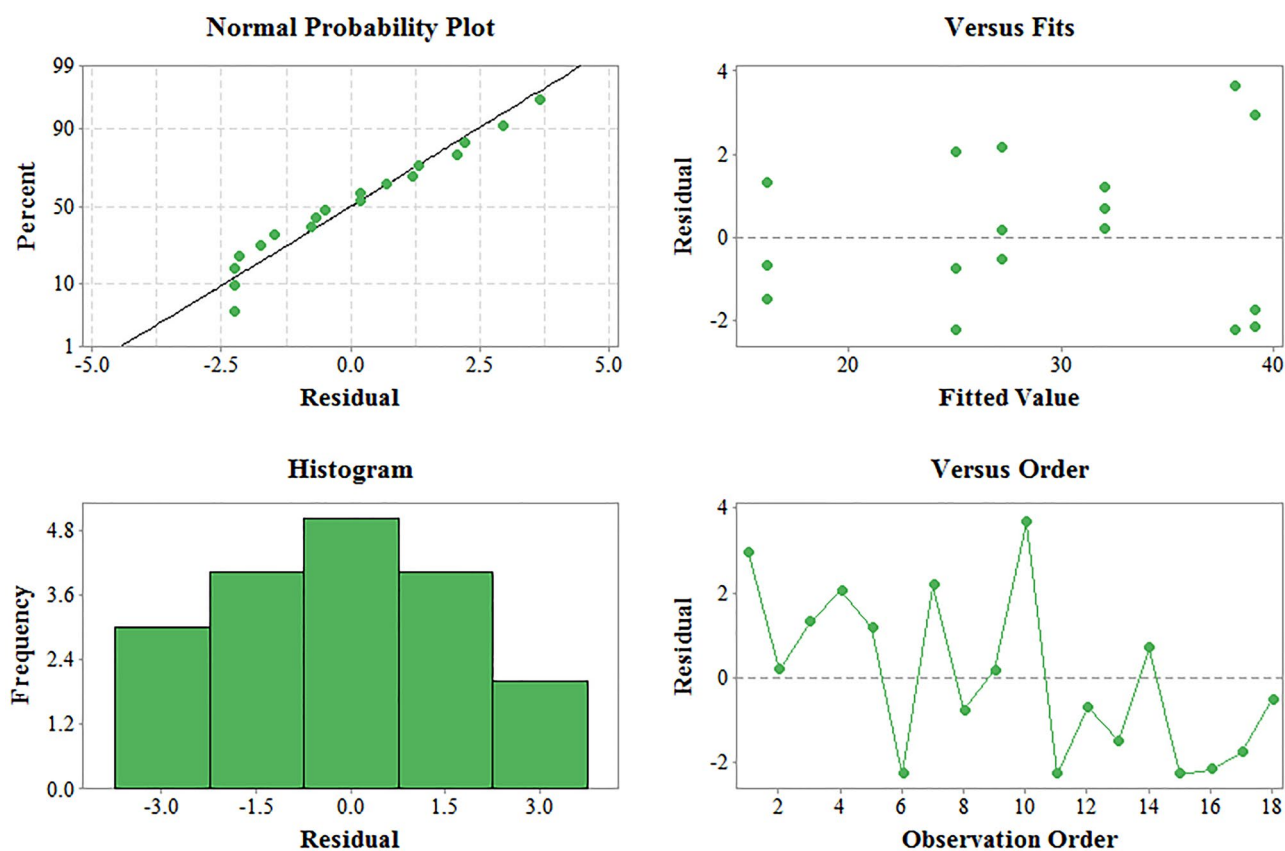 Normal Probability Plot
99
90
50
10
1
Percent
-5.0 -2.5 0.0 2.5 5.0
Residual
Versus Fits
4
2
0
-2
Residual
20 30 40
Fitted Value
Histogram
4.8
3.6
2.4
1.2
0.0
Frequency
-3.0 -1.5 0.0 1.5 3.0
Residual
Versus Order
4
2
0
-2
Residual
2 4 6 8 10 12 14 16 18
Observation Order